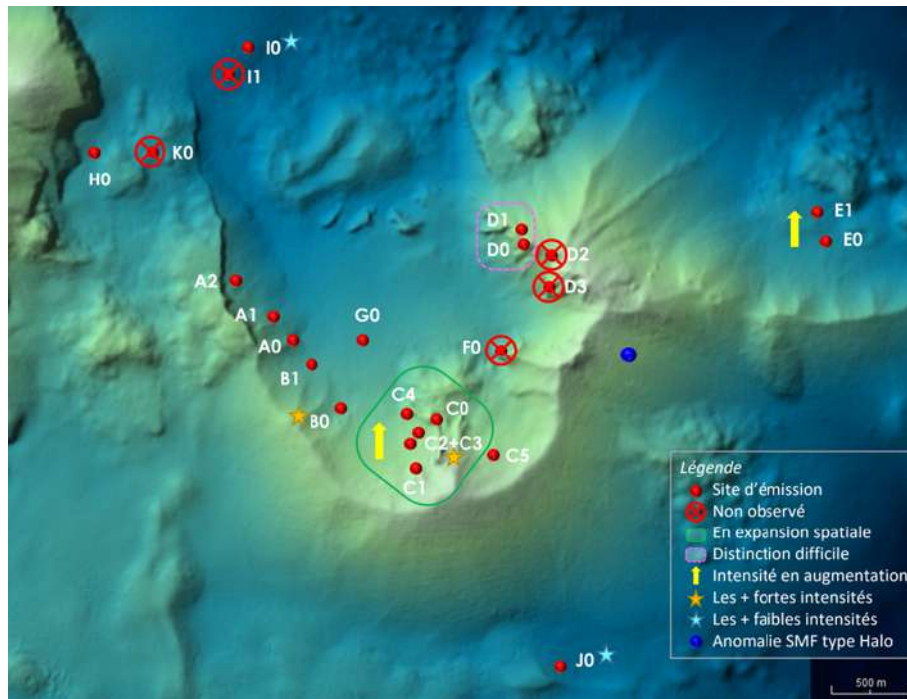 I0
I1
K0
H0
E1
D1
E0
D0
D2
A2
D3
A1
G0
A0
F0
B1
C4
C0
B0
C2+C3
C5
C1
Légende
Site d'émission
Non observé
En expansion spatiale
Distinction difficile
Intensité en augmentation
Les + fortes intensités
Les + faibles intensités
Anomalie SMF type Halo
J0
500 m